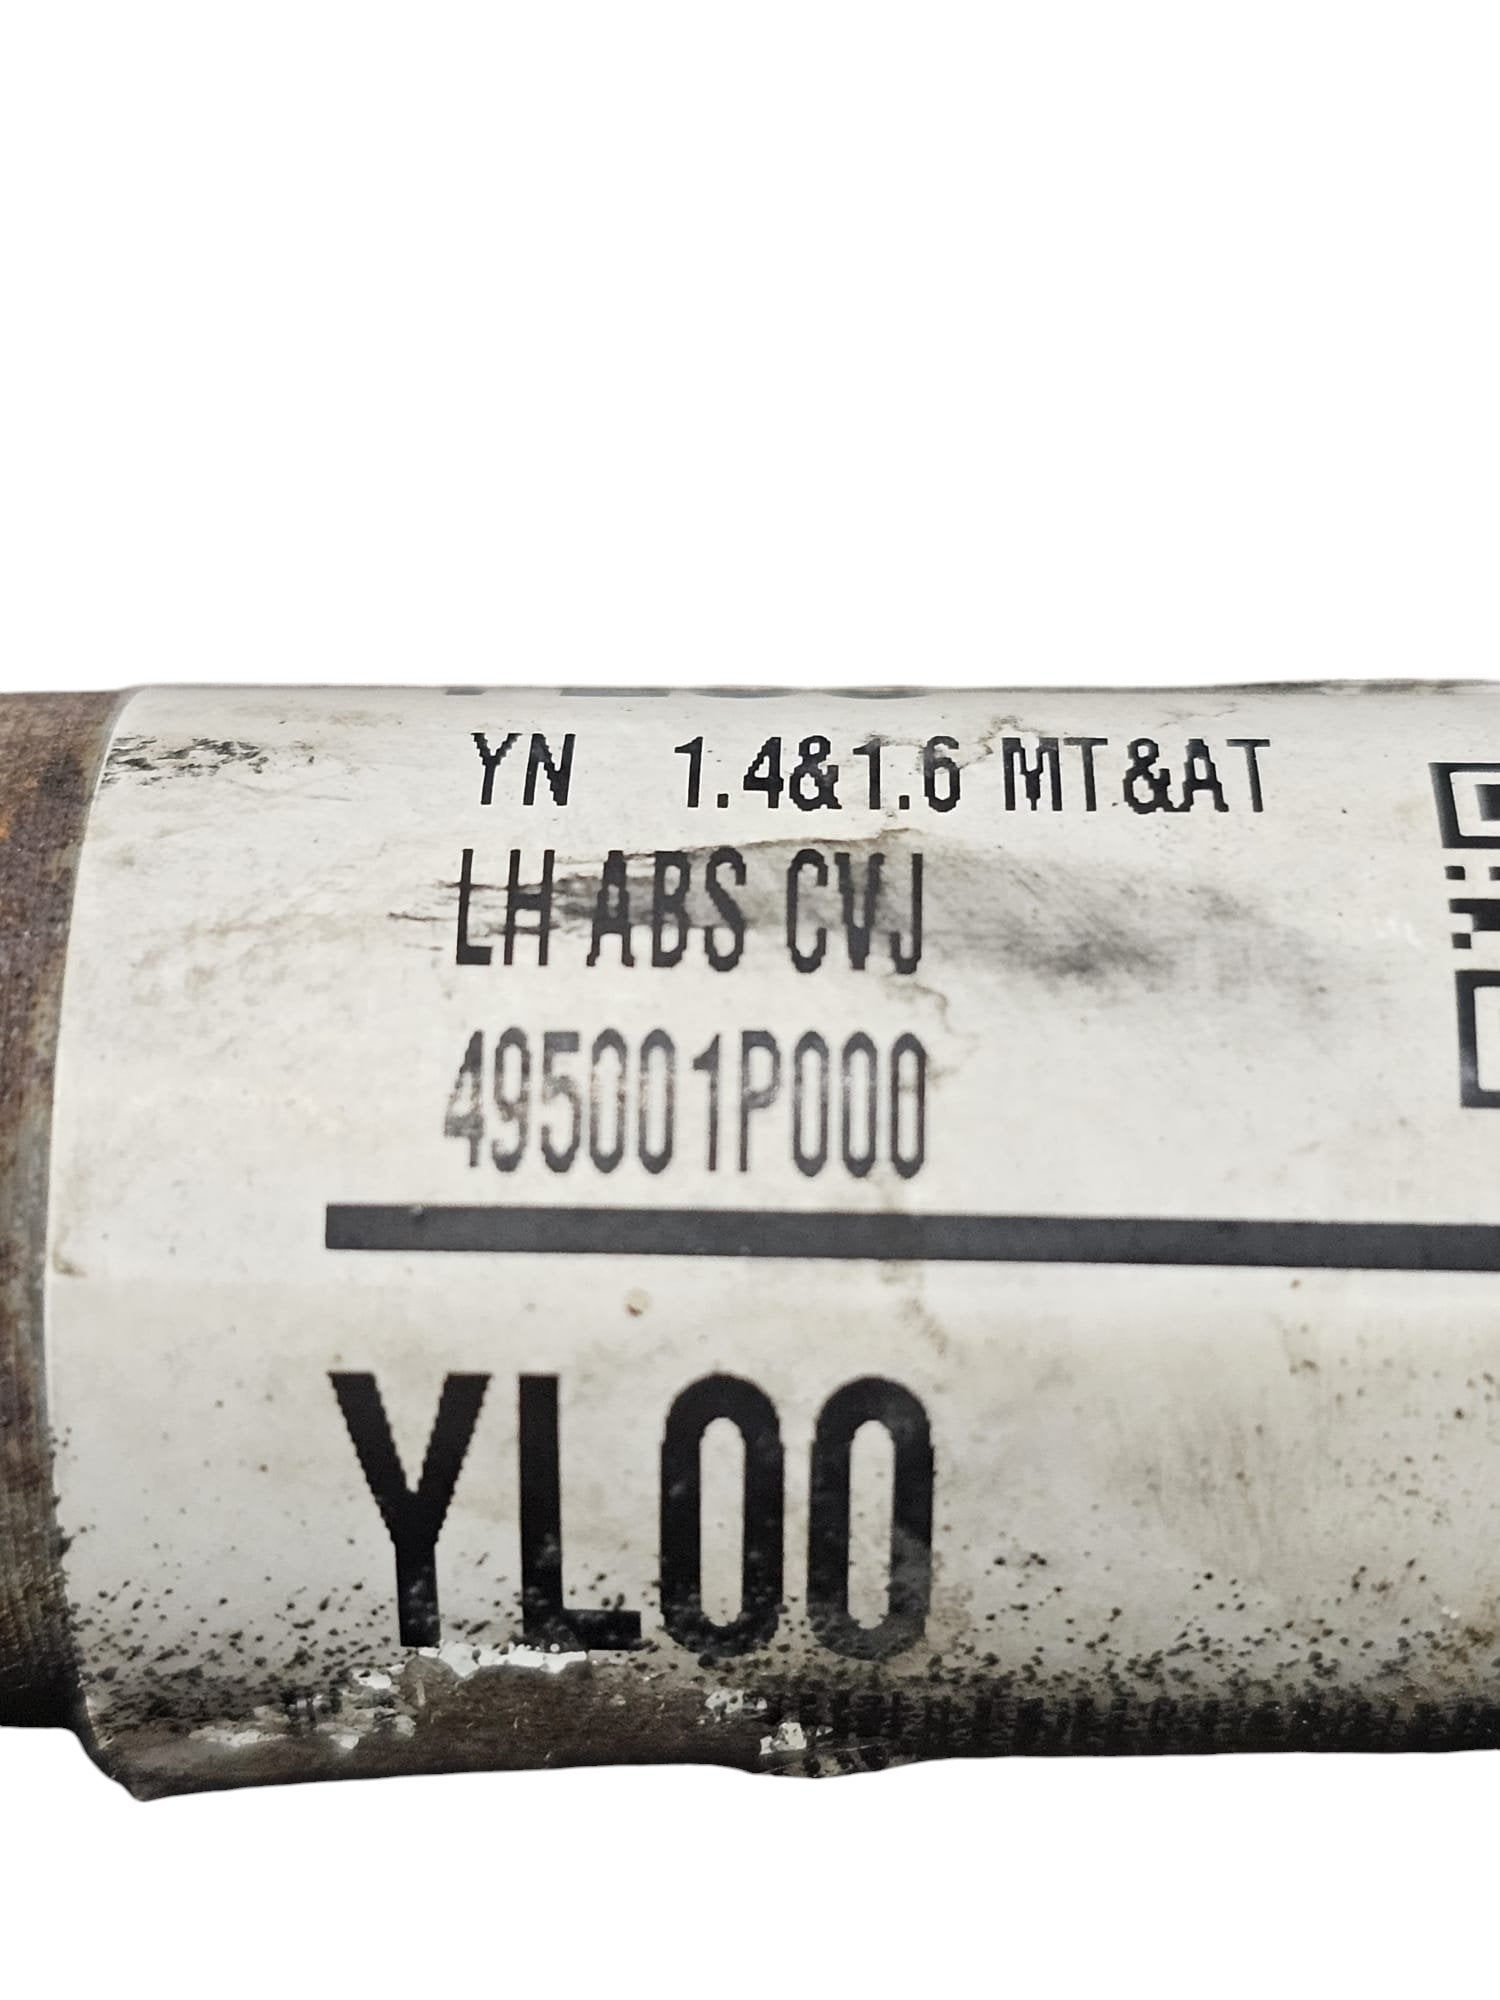 YN 1.4&1.6 MT&AT
LH ABS CVJ
495001P000
YL00